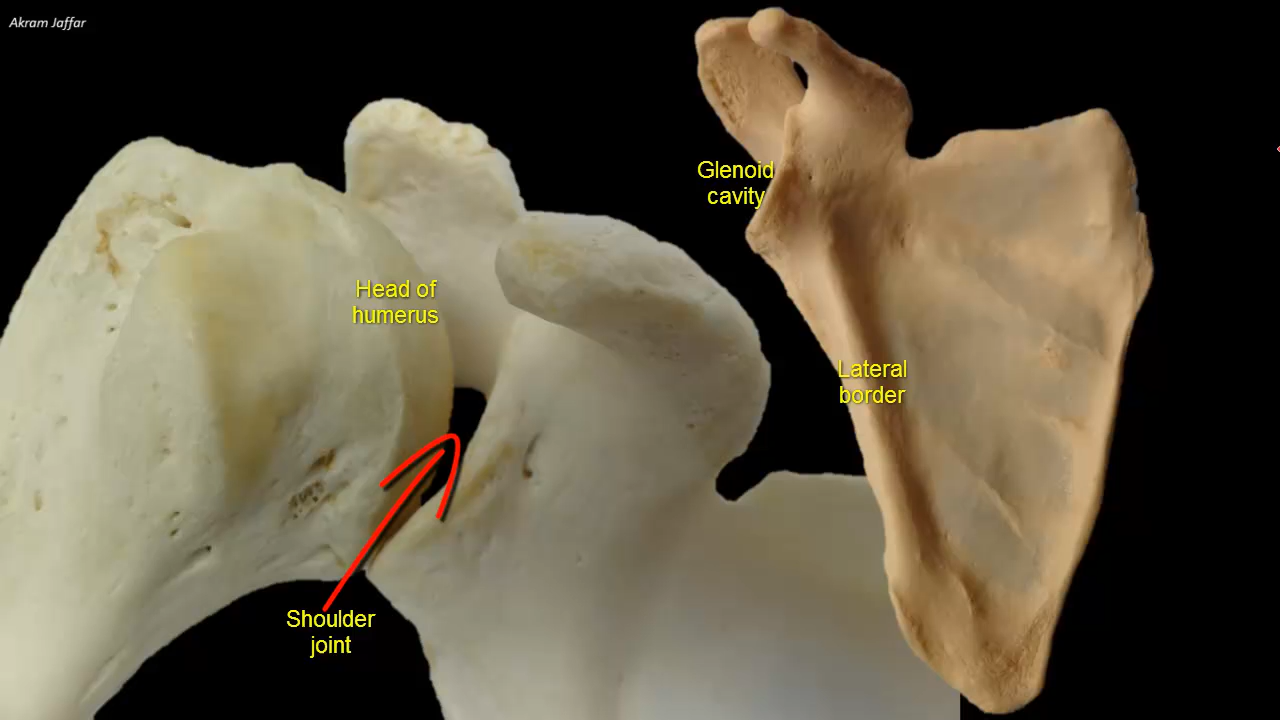 Akram Jaffar
Glenoid
cavity
Head of
humerus
Lateral
border
Shoulder
joint